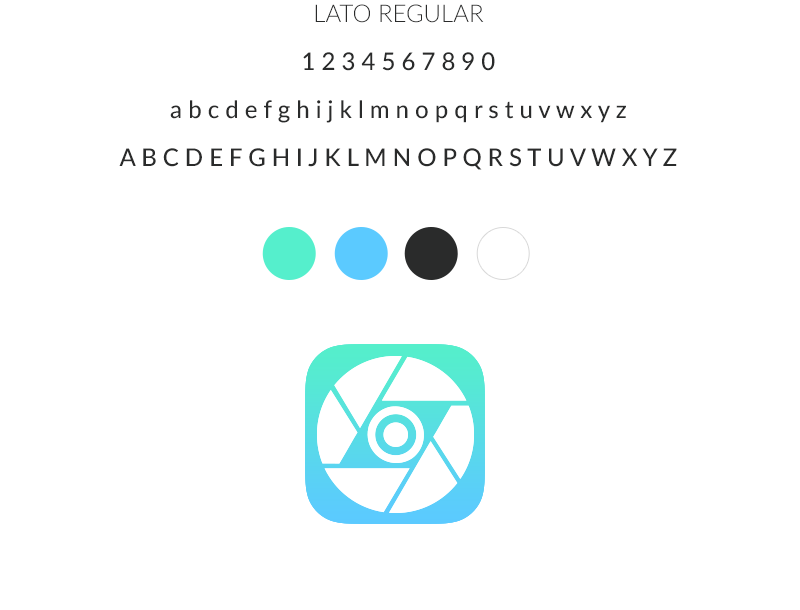 LATO REGULAR
1 2 3 4 5 6 7 8 9 0
a b c d e f g h i j k l m n o p q r s t u v w x y z
A B C D E F G H I J K L M N O P Q R S T U V W X Y Z